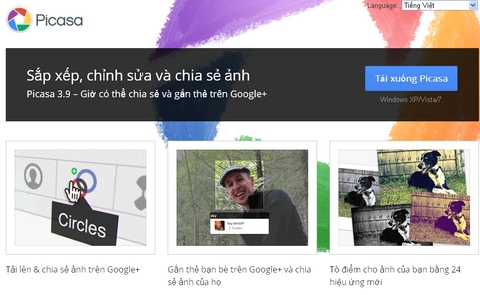 Picasa
Language: Tiếng Việt
Sắp xếp, chỉnh sửa và chia sẻ ảnh
Picasa 3.9 – Giờ có thể chia sẻ và gắn thẻ trên Google+
Tải xuống Picasa
Windows XP/Vista/7
Circles
Tải lên & chia sẻ ảnh trên Google+
Gắn thẻ bạn bè trên Google+ và chia
sẻ ảnh của họ
Tô điểm cho ảnh của bạn bằng 24
hiệu ứng mới